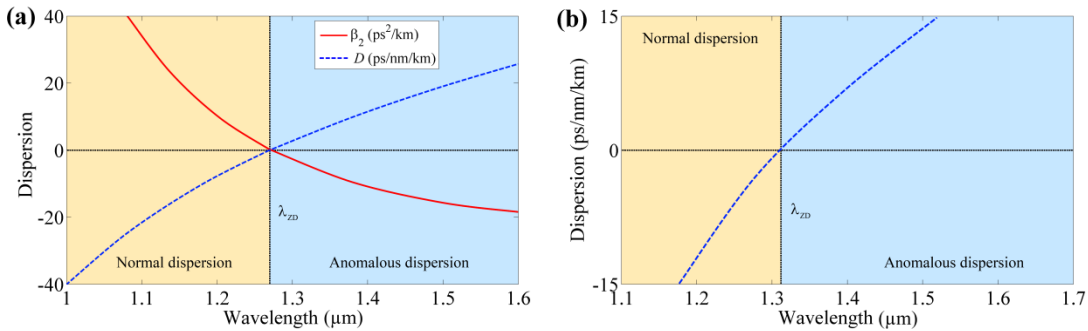 (a)
40
20
0
-20
40
Dispersion
β2 (ps²/km)
D (ps/nm/km)
λZD
Normal dispersion
Anomalous dispersion
1 1.1 1.2 1.3 1.4 1.5 1.6
Wavelength (µm)
(b)
15
0
-15
Dispersion (ps/nm/km)
Normal dispersion
λZD
Anomalous dispersion
1.1 1.2 1.3 1.4 1.5 1.6 1.7
Wavelength (µm)